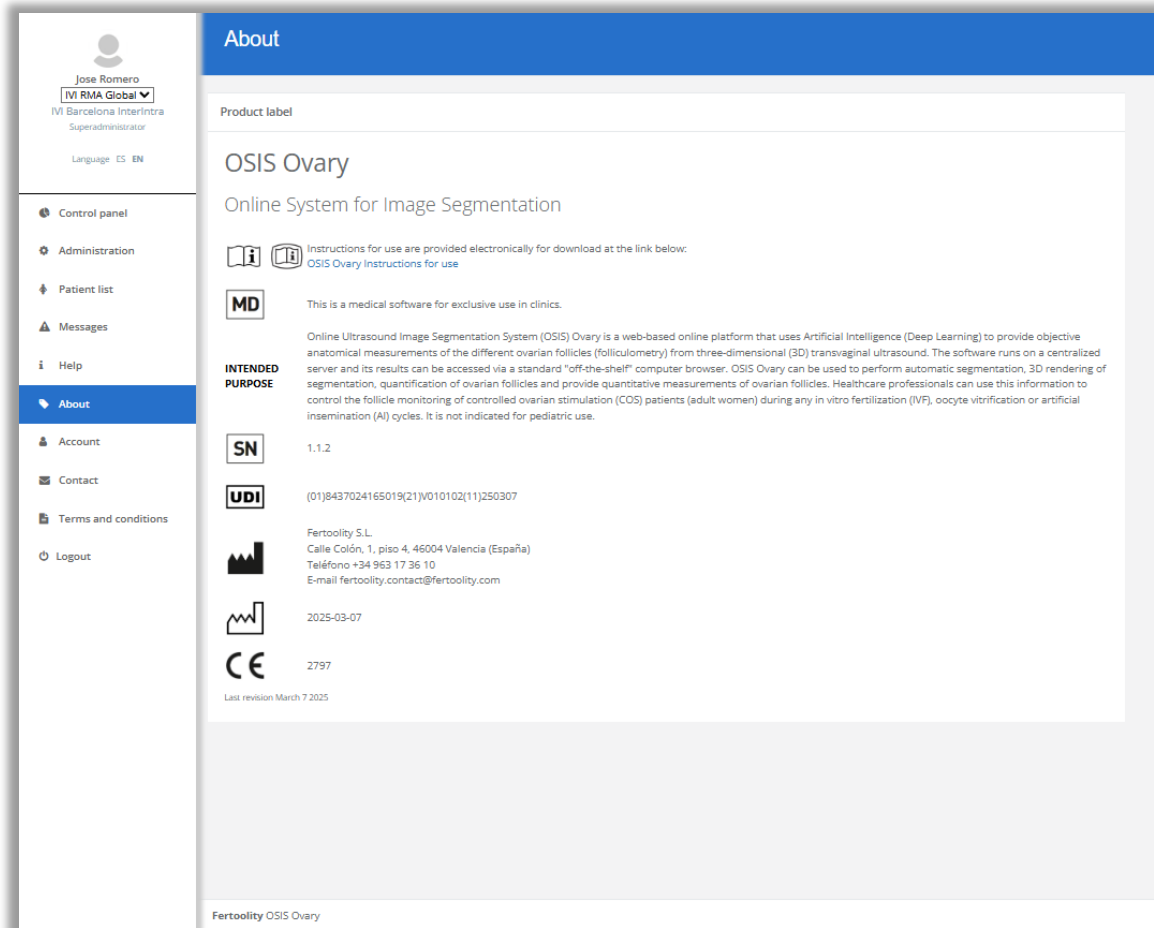 About
Jose Romero
IVI RMA Global
IVI Barcelona InterIntra
Superadministrator
Language ES EN
Control panel
Administration
Patient list
Messages
Help
About
Account
Contact
Terms and conditions
Logout
Product label
OSIS Ovary
Online System for Image Segmentation
Instructions for use are provided electronically for download at the link below:
OSIS Ovary Instructions for use
MD
This is a medical software for exclusive use in clinics.
INTENDED
PURPOSE
Online Ultrasound Image Segmentation System (OSIS) Ovary is a web-based online platform that uses Artificial Intelligence (Deep Learning) to provide objective
anatomical measurements of the different ovarian follicles (folliculometry) from three-dimensional (3D) transvaginal ultrasound. The software runs on a centralized
server and its results can be accessed via a standard "off-the-shelf" computer browser. OSIS Ovary can be used to perform automatic segmentation, 3D rendering of
segmentation, quantification of ovarian follicles and provide quantitative measurements of ovarian follicles. Healthcare professionals can use this information to
control the follicle monitoring of controlled ovarian stimulation (COS) patients (adult women) during any in vitro fertilization (IVF), oocyte vitrification or artificial
insemination (AI) cycles. It is not indicated for pediatric use.
SN
1.1.2
UDI
(01)8437024165019(21)V010102(11)250307
Fertoolity S.L.
Calle Colón, 1, piso 4, 46004 Valencia (España)
Teléfono +34 963 17 36 10
E-mail fertoolity.contact@fertoolity.com
2025-03-07
CE
2797
Last revision March 7 2025
Fertoolity OSIS Ovary